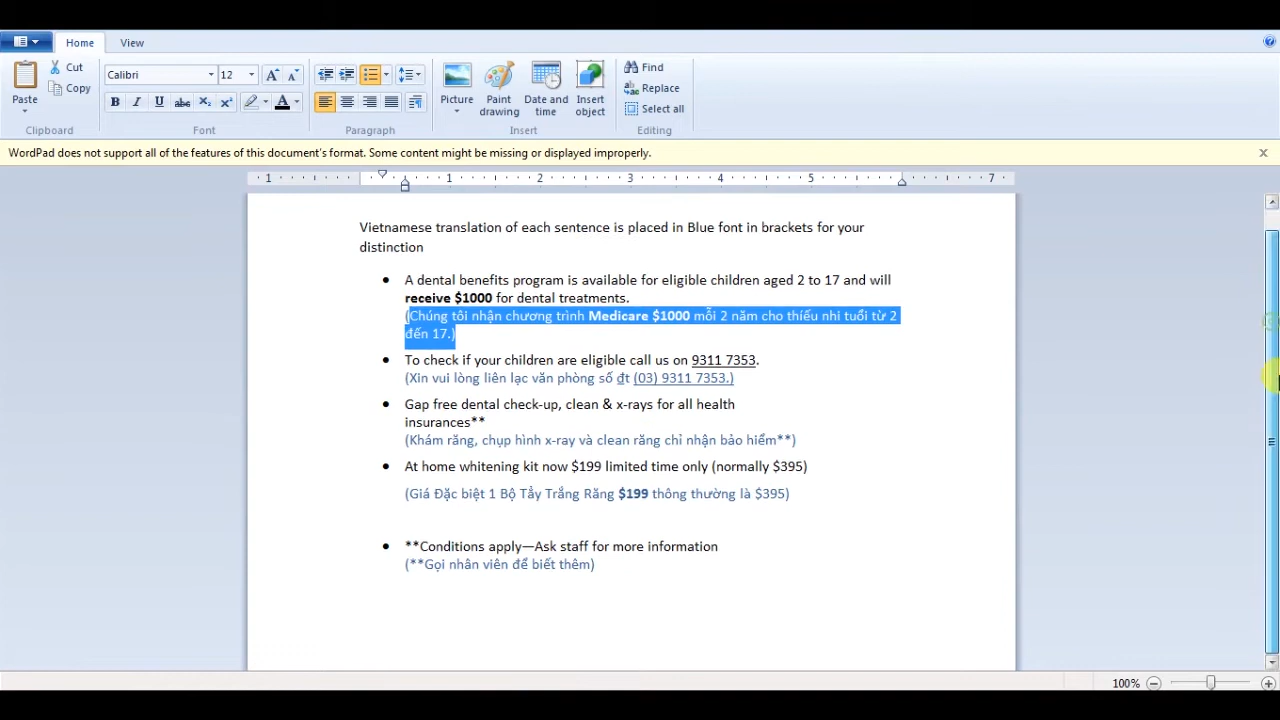 Home View
Cut
Copy
Paste
Clipboard
Calibri 12
Font
Paragraph
Picture
Paint drawing
Date and time
Insert object
Insert
Find
Replace
Select all
Editing
WordPad does not support all of the features of this document's format. Some content might be missing or displayed improperly.
1 1 2 3 4 5 7
Vietnamese translation of each sentence is placed in Blue font in brackets for your
distinction
• A dental benefits program is available for eligible children aged 2 to 17 and will
receive $1000 for dental treatments.
(Chúng tôi nhận chương trình Medicare $1000 mỗi 2 năm cho thiếu nhi tuổi từ 2
đến 17.)
• To check if your children are eligible call us on 9311 7353.
(Xin vui lòng liên lạc văn phòng số đt (03) 9311 7353.)
• Gap free dental check-up, clean & x-rays for all health
insurances**
(Khám răng, chụp hình x-ray và clean răng chỉ nhận bảo hiểm**)
• At home whitening kit now $199 limited time only (normally $395)
(Giá Đặc biệt 1 Bộ Tẩy Trắng Răng $199 thông thường là $395)
• **Conditions apply—Ask staff for more information
(**Gọi nhân viên để biết thêm)
100%